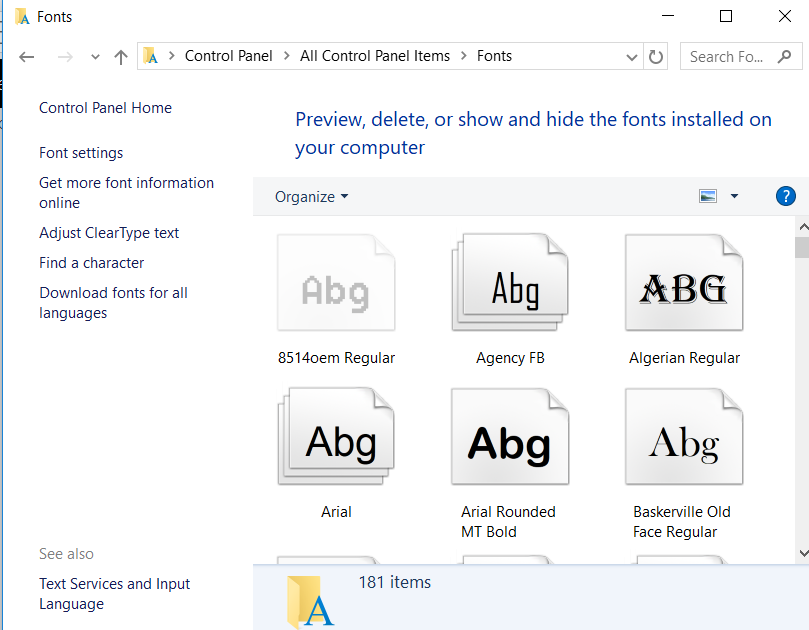 Fonts
Control Panel > All Control Panel Items > Fonts
Search Fo...
Control Panel Home
Font settings
Get more font information
online
Adjust ClearType text
Find a character
Download fonts for all
languages
See also
Text Services and Input
Language
Preview, delete, or show and hide the fonts installed on
your computer
Organize
?
Abg Abg ABG
8514oem Regular Agency FB Algerian Regular
Abg Abg Abg
Arial Arial Rounded Baskerville Old
MT Bold Face Regular
A
181 items